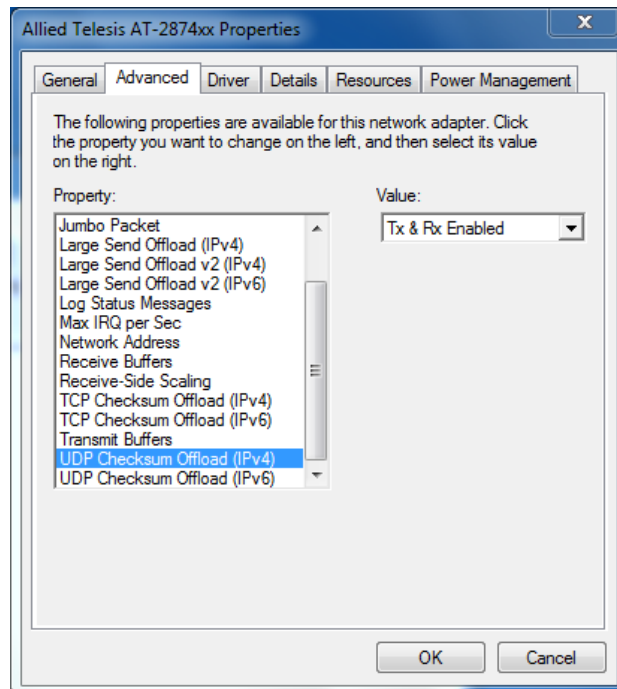 Allied Telesis AT-2874xx Properties
X
General Advanced Driver Details Resources Power Management
The following properties are available for this network adapter. Click
the property you want to change on the left, and then select its value
on the right.
Property: Value:
Jumbo Packet Tx & Rx Enabled
Large Send Offload (IPv4)
Large Send Offload v2 (IPv4)
Large Send Offload v2 (IPv6)
Log Status Messages
Max IRQ per Sec
Network Address
Receive Buffers
Receive-Side Scaling
TCP Checksum Offload (IPv4)
TCP Checksum Offload (IPv6)
Transmit Buffers
UDP Checksum Offload (IPv4)
UDP Checksum Offload (IPv6)
OK Cancel